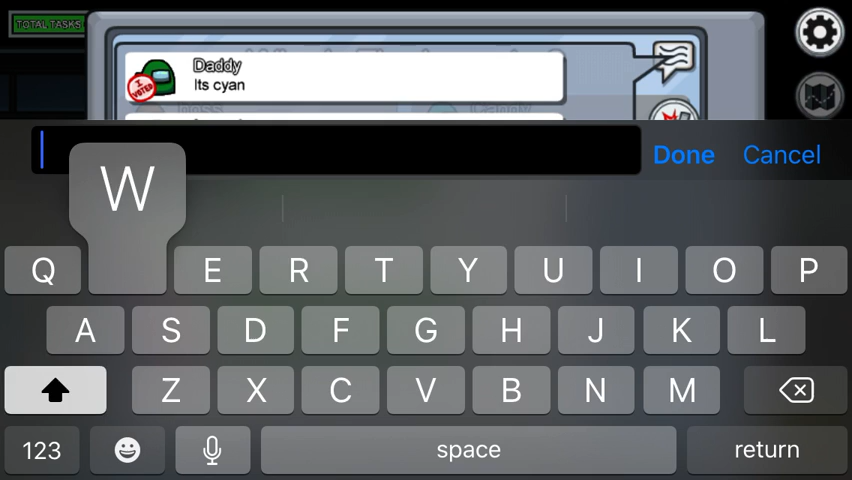 TOTAL TASKS
Daddy
Its cyan
I VOTED
Done
Cancel
W
Q E R T Y U I O P
A S D F G H J K L
Z X C V B N M
123
space
return